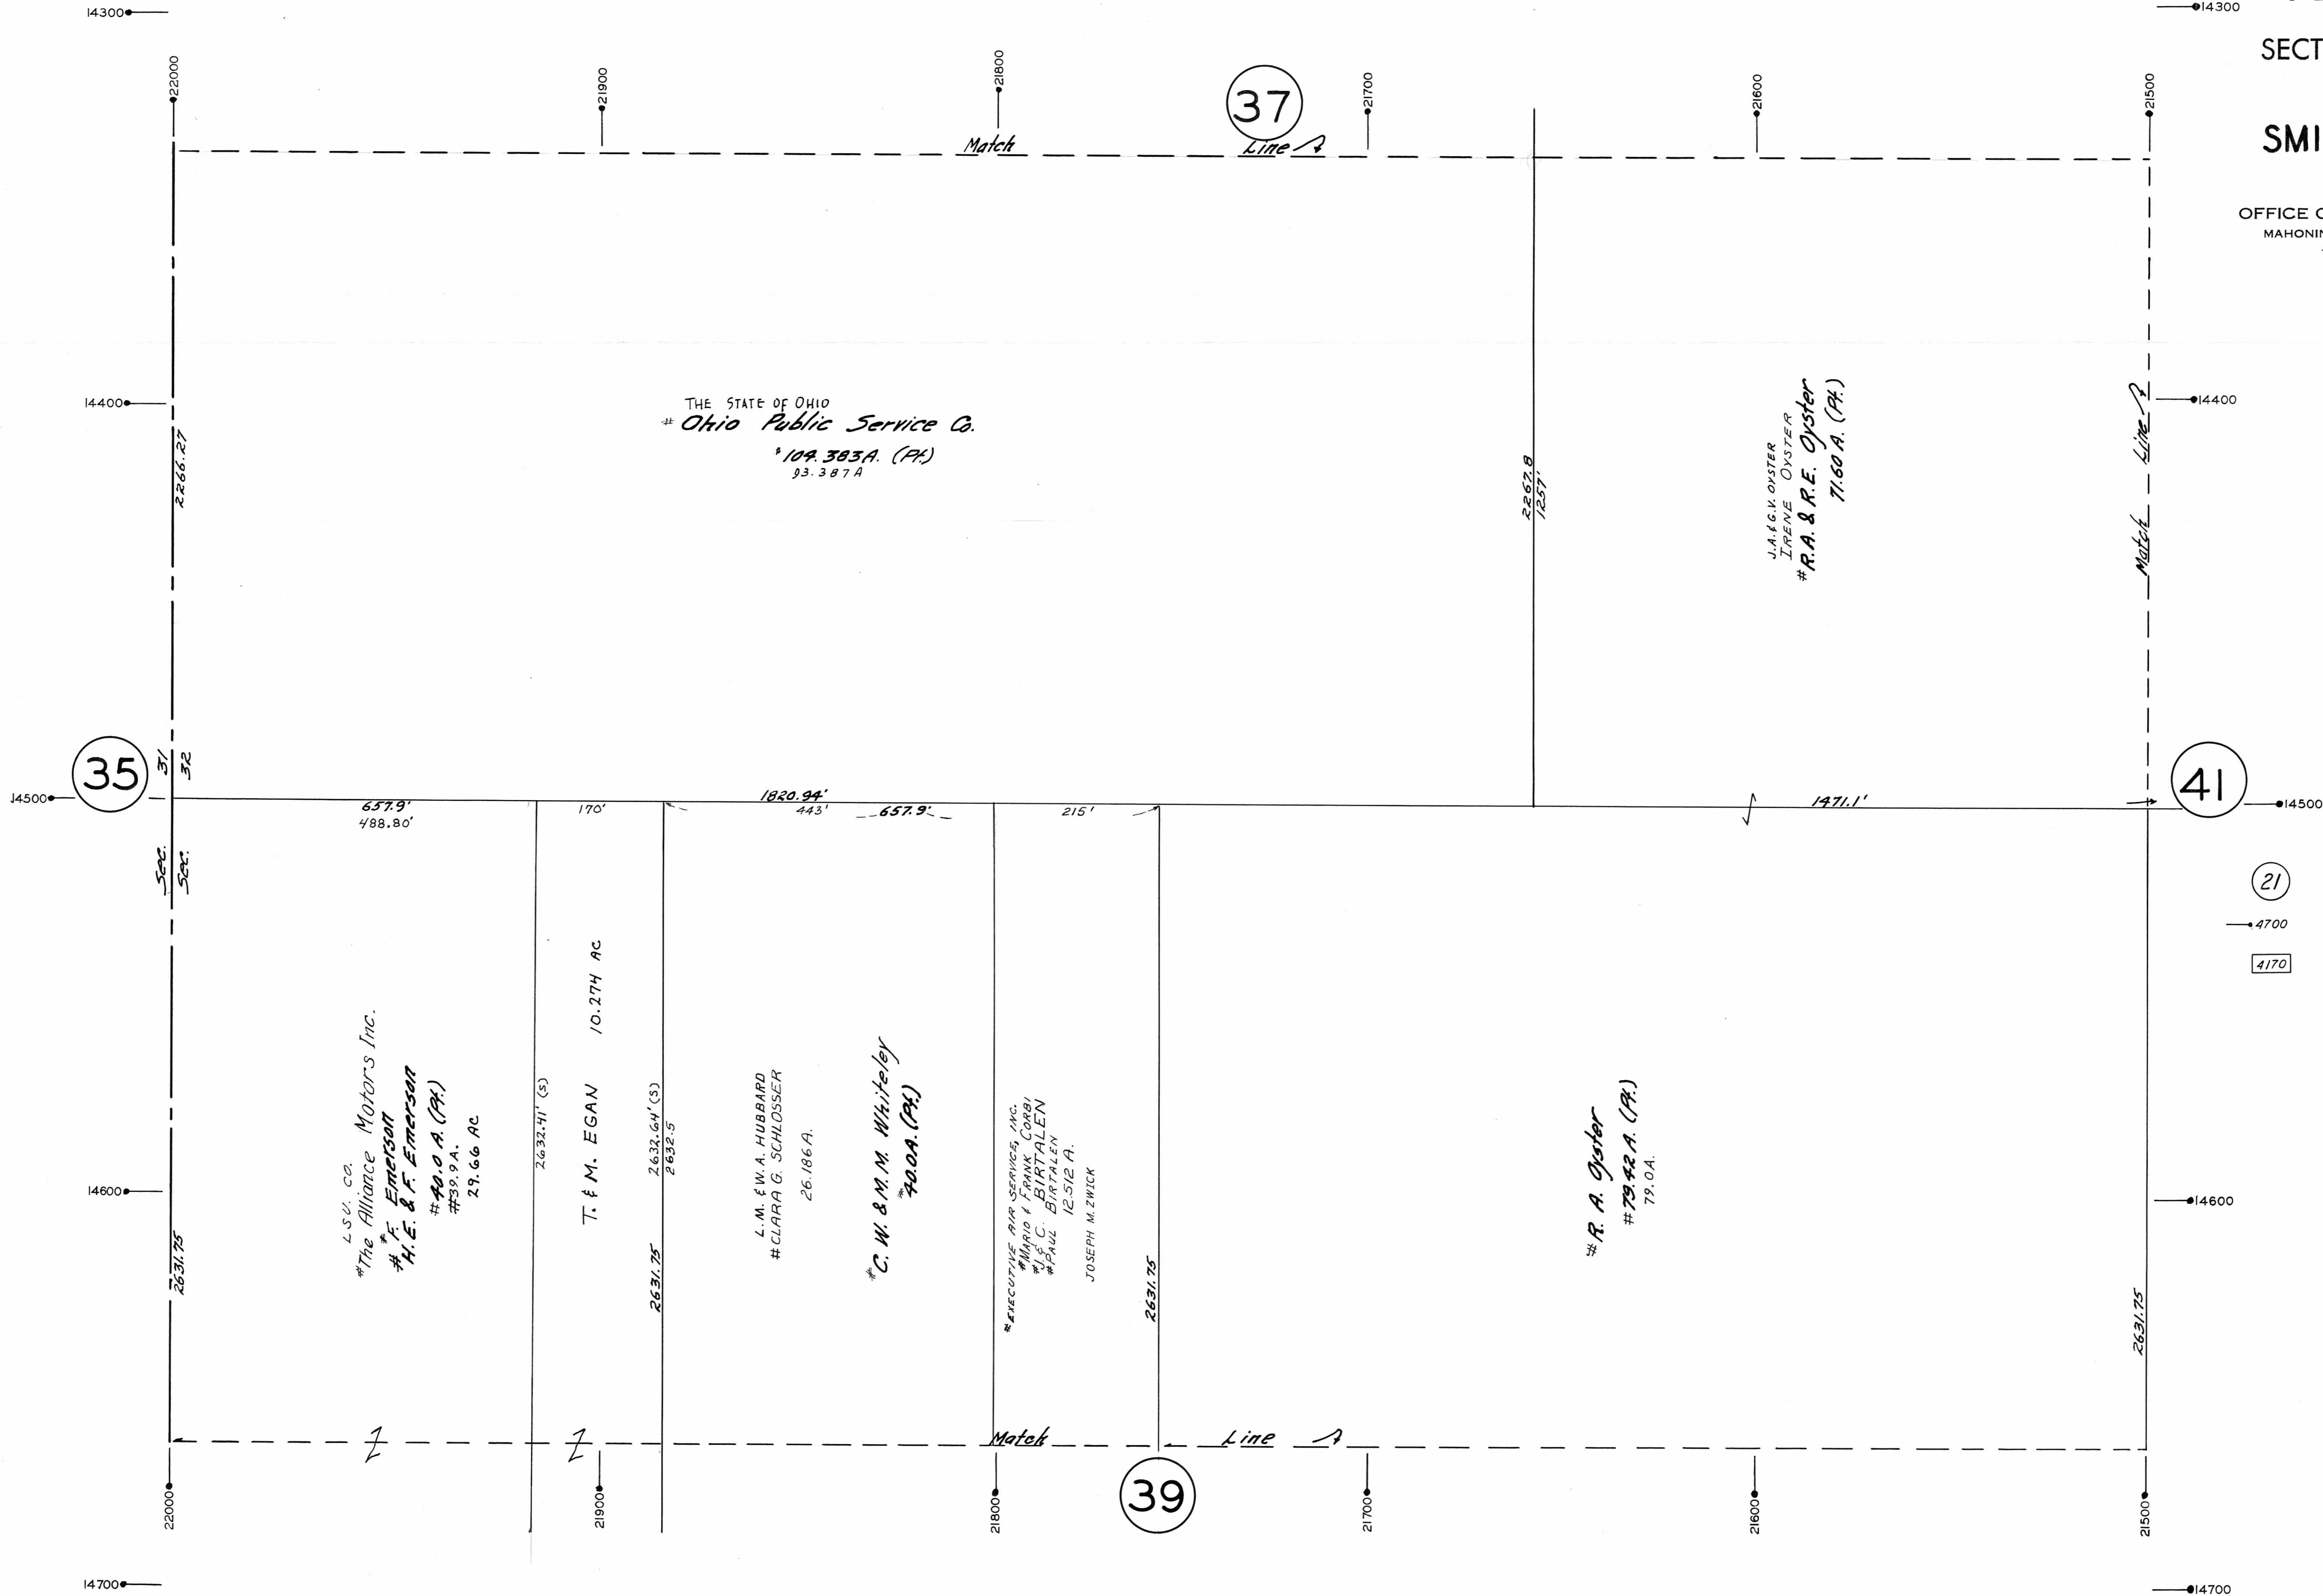 14300
14300
SECT
22000
21900
21800
37
21700
21600
21500
SMI
Match Line A
OFFICE O
MAHONIN
THE STATE OF OHIO
# Ohio Public Service Co.
# 104.383A. (Pt.)
93.387A
14400
14400
2266.27
2267.8
1257'
J.A. & G.V. OYSTER
IRENE OYSTER
# R.A. & R.E. Oyster
71.60 A. (Pt.)
Match Line A
35
31
32
41
14500
14500
657.9'
488.80'
170'
1820.94'
443'
657.9'
215'
1471.1'
Sec.
Sec.
21
4700
4170
LSU. CO.
# The Alliance Motors Inc.
# F. Emerson
H.E. & F. Emerson
# 40.0 A. (Pt.)
# 39.9 A.
29.66 AC
2632.41' (S)
T. & M. EGAN 10.274 AC
2632.64' (S)
2632.5
2631.75
L.M. & W.A. HUBBARD
# CLARA G. SCHLOSSER
26.186A.
# C. W. & M. M. Whiteley
# 40.0A. (Pt.)
# EXECUTIVE AIR SERVICE, INC.
# MARIO & FRANK CORBI
# J. & C. BIRTALEN
# PAUL BIRTALEN
12.512 A.
JOSEPH M. ZWICK
2631.75
# R. A. Oyster
# 79.42 A. (Pt.)
79.0A.
14600
14600
2631.75
2631.75
Match Line A
22000
21900
21800
39
21700
21600
21500
14700
14700